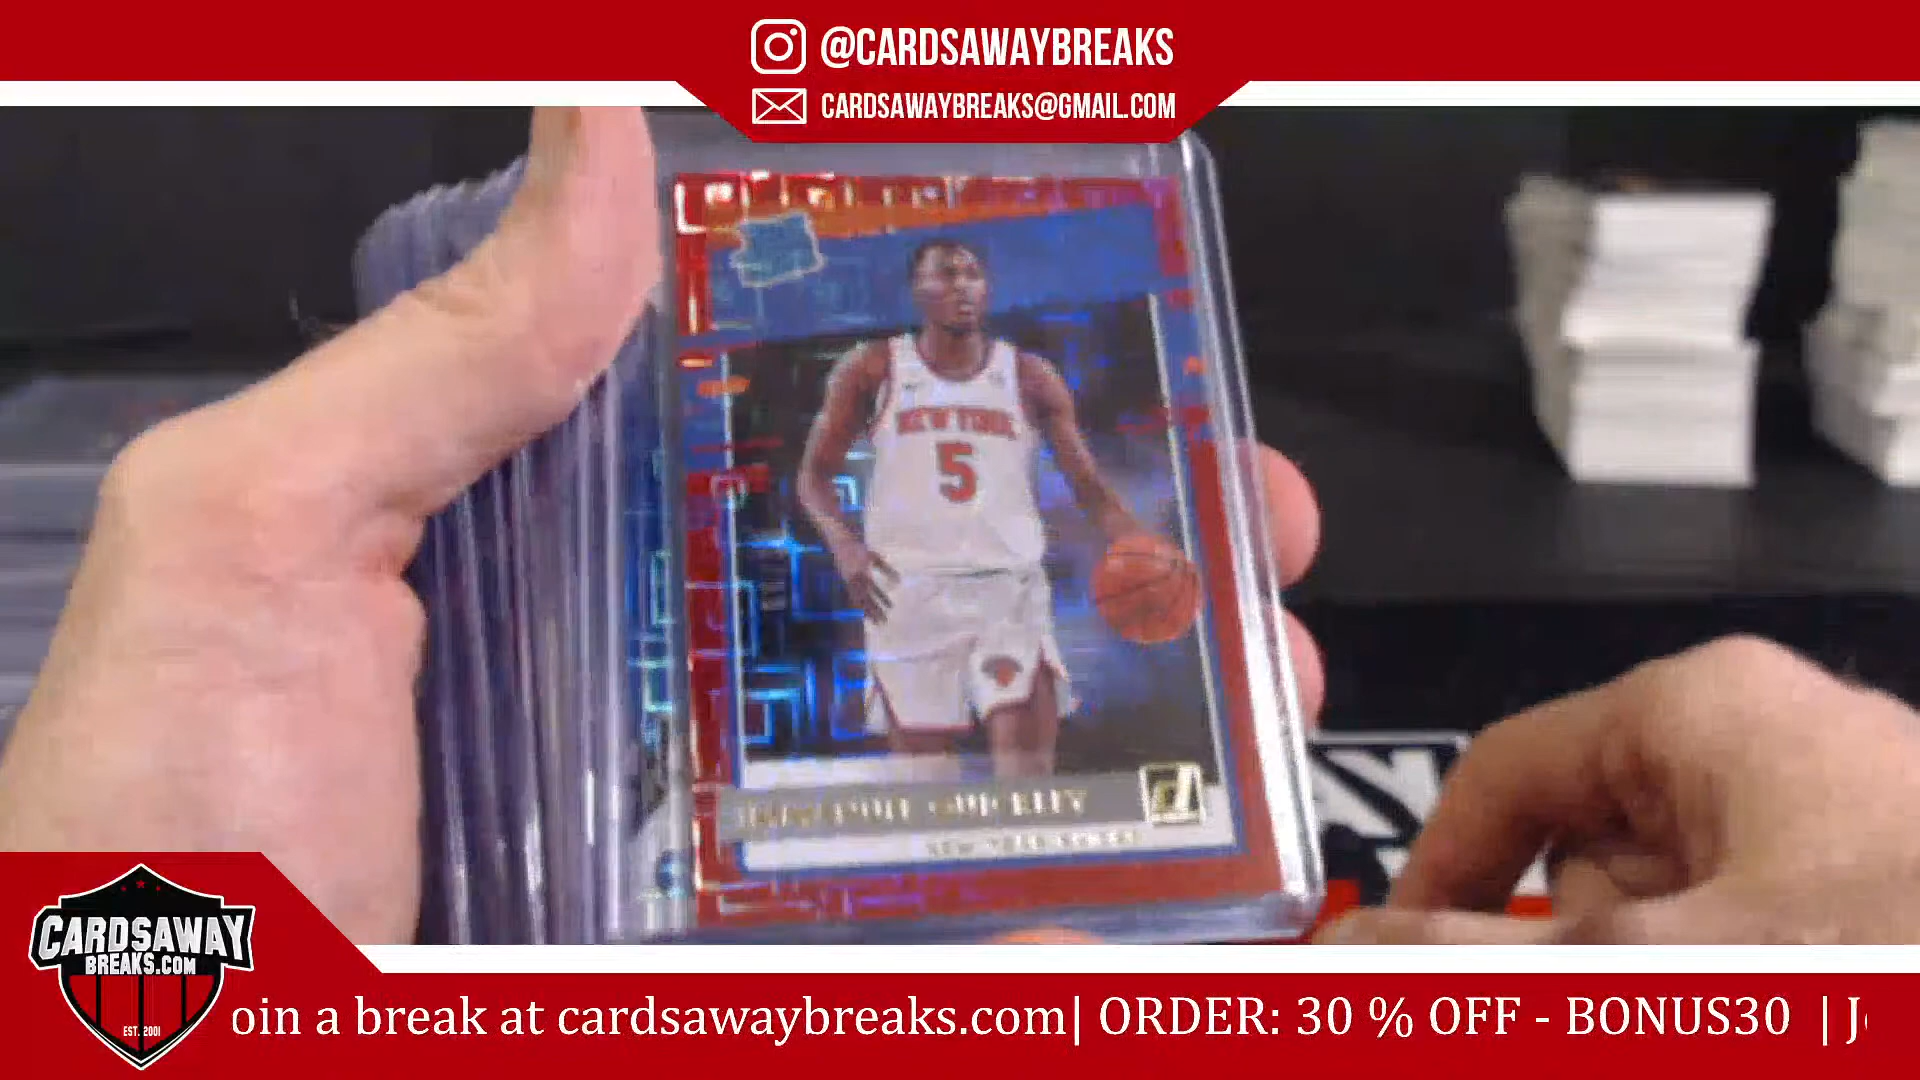 @CARDSAWAYBREAKS
CARDSAWAYBREAKS@GMAIL.COM
NEW YORK
5
CARDSAWAY
BREAKS.COM
EST. 2001
oin a break at cardsawaybreaks.com| ORDER: 30 % OFF - BONUS30 | J